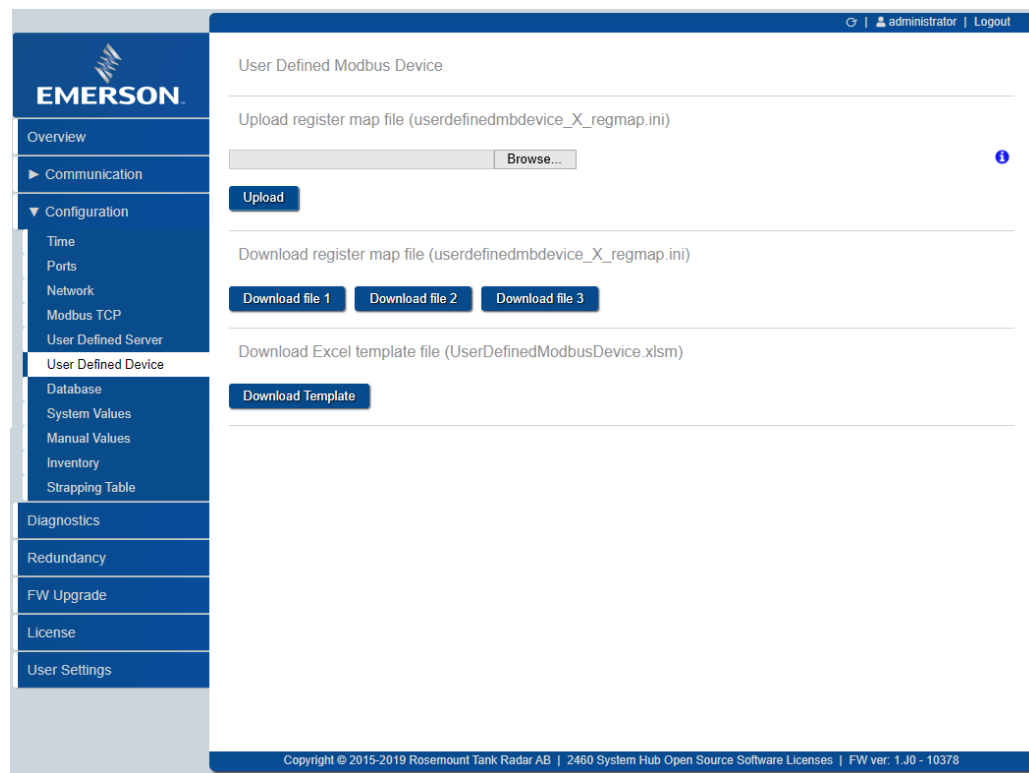 | administrator | Logout
EMERSON.
Overview
► Communication
▼ Configuration
Time
Ports
Network
Modbus TCP
User Defined Server
User Defined Device
Database
System Values
Manual Values
Inventory
Strapping Table
Diagnostics
Redundancy
FW Upgrade
License
User Settings
User Defined Modbus Device
Upload register map file (userdefinedmbdevice_X_regmap.ini)
Browse...
Upload
Download register map file (userdefinedmbdevice_X_regmap.ini)
Download file 1 Download file 2 Download file 3
Download Excel template file (UserDefinedModbusDevice.xlsm)
Download Template
Copyright © 2015-2019 Rosemount Tank Radar AB | 2460 System Hub Open Source Software Licenses | FW ver: 1.J0 - 10378